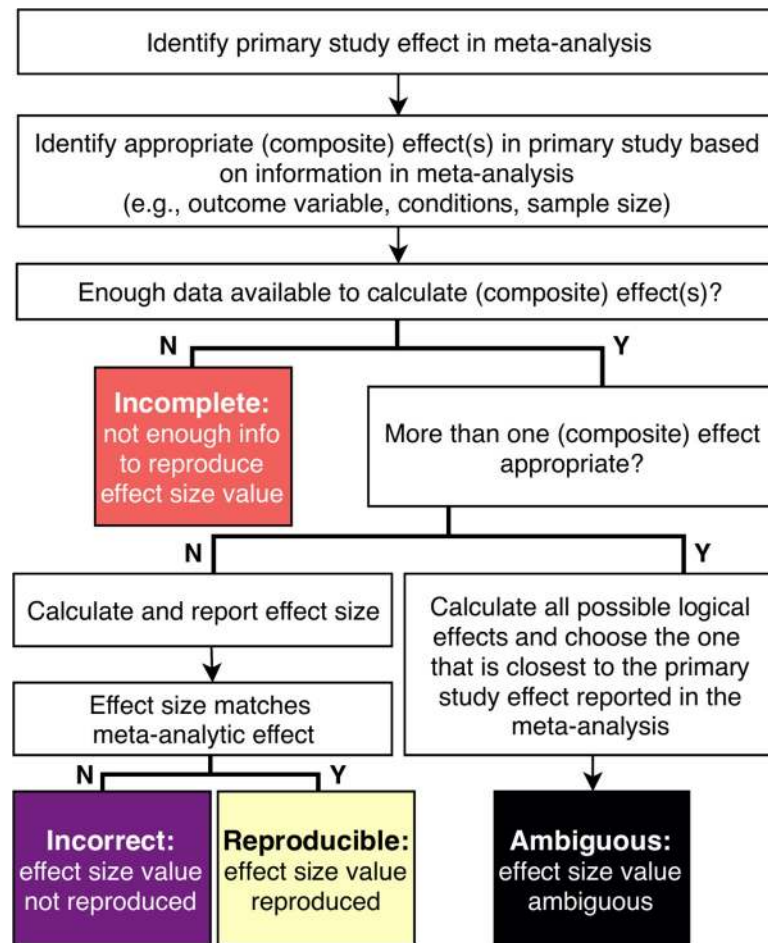 Identify primary study effect in meta-analysis
Identify appropriate (composite) effect(s) in primary study based
on information in meta-analysis
(e.g., outcome variable, conditions, sample size)
Enough data available to calculate (composite) effect(s)?
N
Y
Incomplete:
not enough info
to reproduce
effect size value
More than one (composite) effect
appropriate?
N
Y
Calculate and report effect size
Effect size matches
meta-analytic effect
Calculate all possible logical
effects and choose the one
that is closest to the primary
study effect reported in the
meta-analysis
N
Y
Incorrect:
effect size value
not reproduced
Reproducible:
effect size value
reproduced
Ambiguous:
effect size value
ambiguous